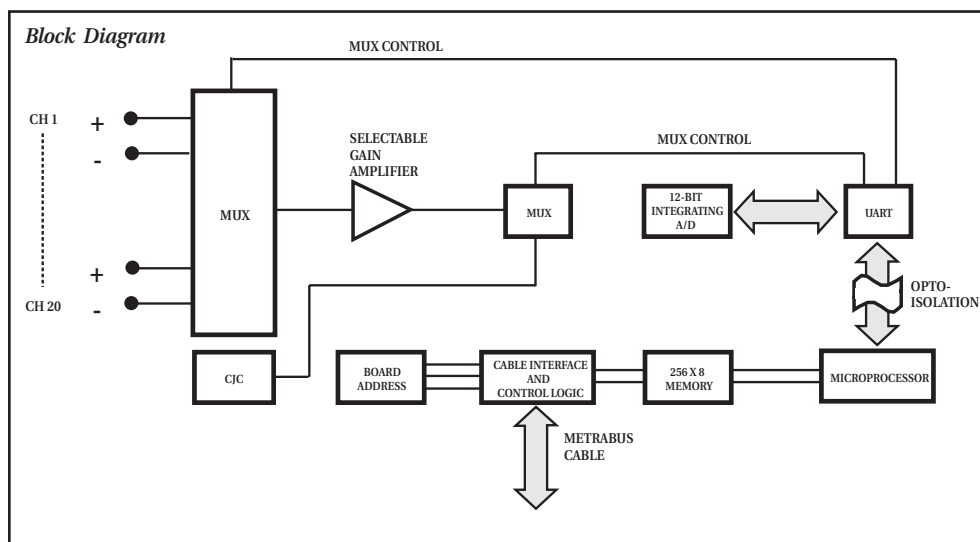 Block Diagram
MUX CONTROL
CH 1
+
-
SELECTABLE
GAIN
AMPLIFIER
MUX CONTROL
MUX
MUX
12-BIT
INTEGRATING
A/D
UART
+
-
CH 20
OPTO-
ISOLATION
CJC
BOARD
ADDRESS
CABLE INTERFACE
AND
CONTROL LOGIC
256 X 8
MEMORY
MICROPROCESSOR
METRABUS
CABLE